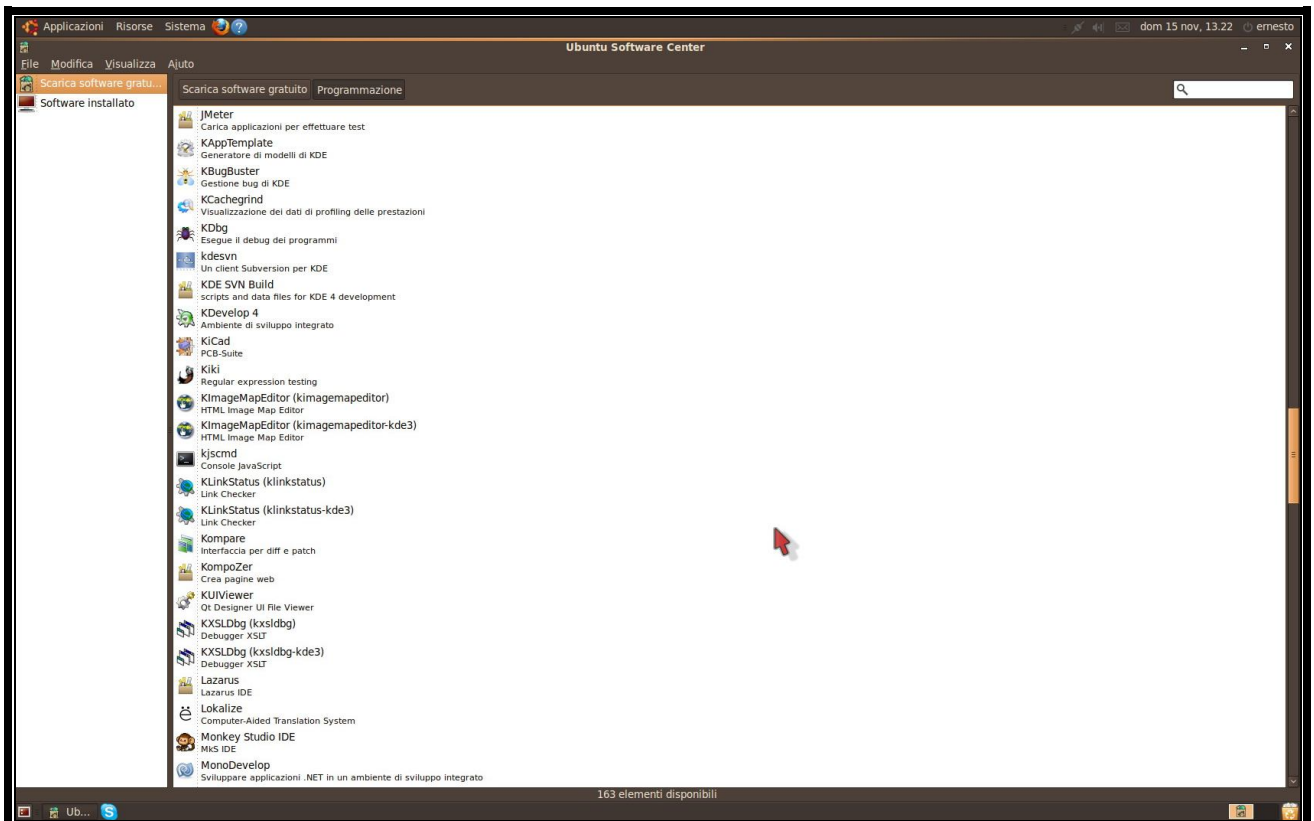 Applicazioni Risorse Sistema
dom 15 nov, 13.22 ernesto
Ubuntu Software Center
File Modifica Visualizza Aiuto
Scarica software gratu...
Software installato
Scarica software gratuito Programmazione
JMeter
Carica applicazioni per effettuare test
KAppTemplate
Generatore di modelli di KDE
KBugBuster
Gestione bug di KDE
KCachegrind
Visualizzazione dei dati di profiling delle prestazioni
KDbg
Esegue il debug dei programmi
kdesvn
Un client Subversion per KDE
KDE SVN Build
scripts and data files for KDE 4 development
KDevelop 4
Ambiente di sviluppo integrato
KiCad
PCB-Suite
Kiki
Regular expression testing
KImageMapEditor (kimagemapeditor)
HTML Image Map Editor
KImageMapEditor (kimagemapeditor-kde3)
HTML Image Map Editor
kjscmd
Console JavaScript
KLinkStatus (klinkstatus)
Link Checker
KLinkStatus (klinkstatus-kde3)
Link Checker
Kompare
Interfaccia per diff e patch
KompoZer
Crea pagine web
KUIViewer
Qt Designer UI File Viewer
KXSLDbg (kxsldbg)
Debugger XSLT
KXSLDbg (kxsldbg-kde3)
Debugger XSLT
Lazarus
Lazarus IDE
Lokalize
Computer-Aided Translation System
Monkey Studio IDE
MkS IDE
MonoDevelop
Sviluppare applicazioni .NET in un ambiente di sviluppo integrato
163 elementi disponibili
Ub...